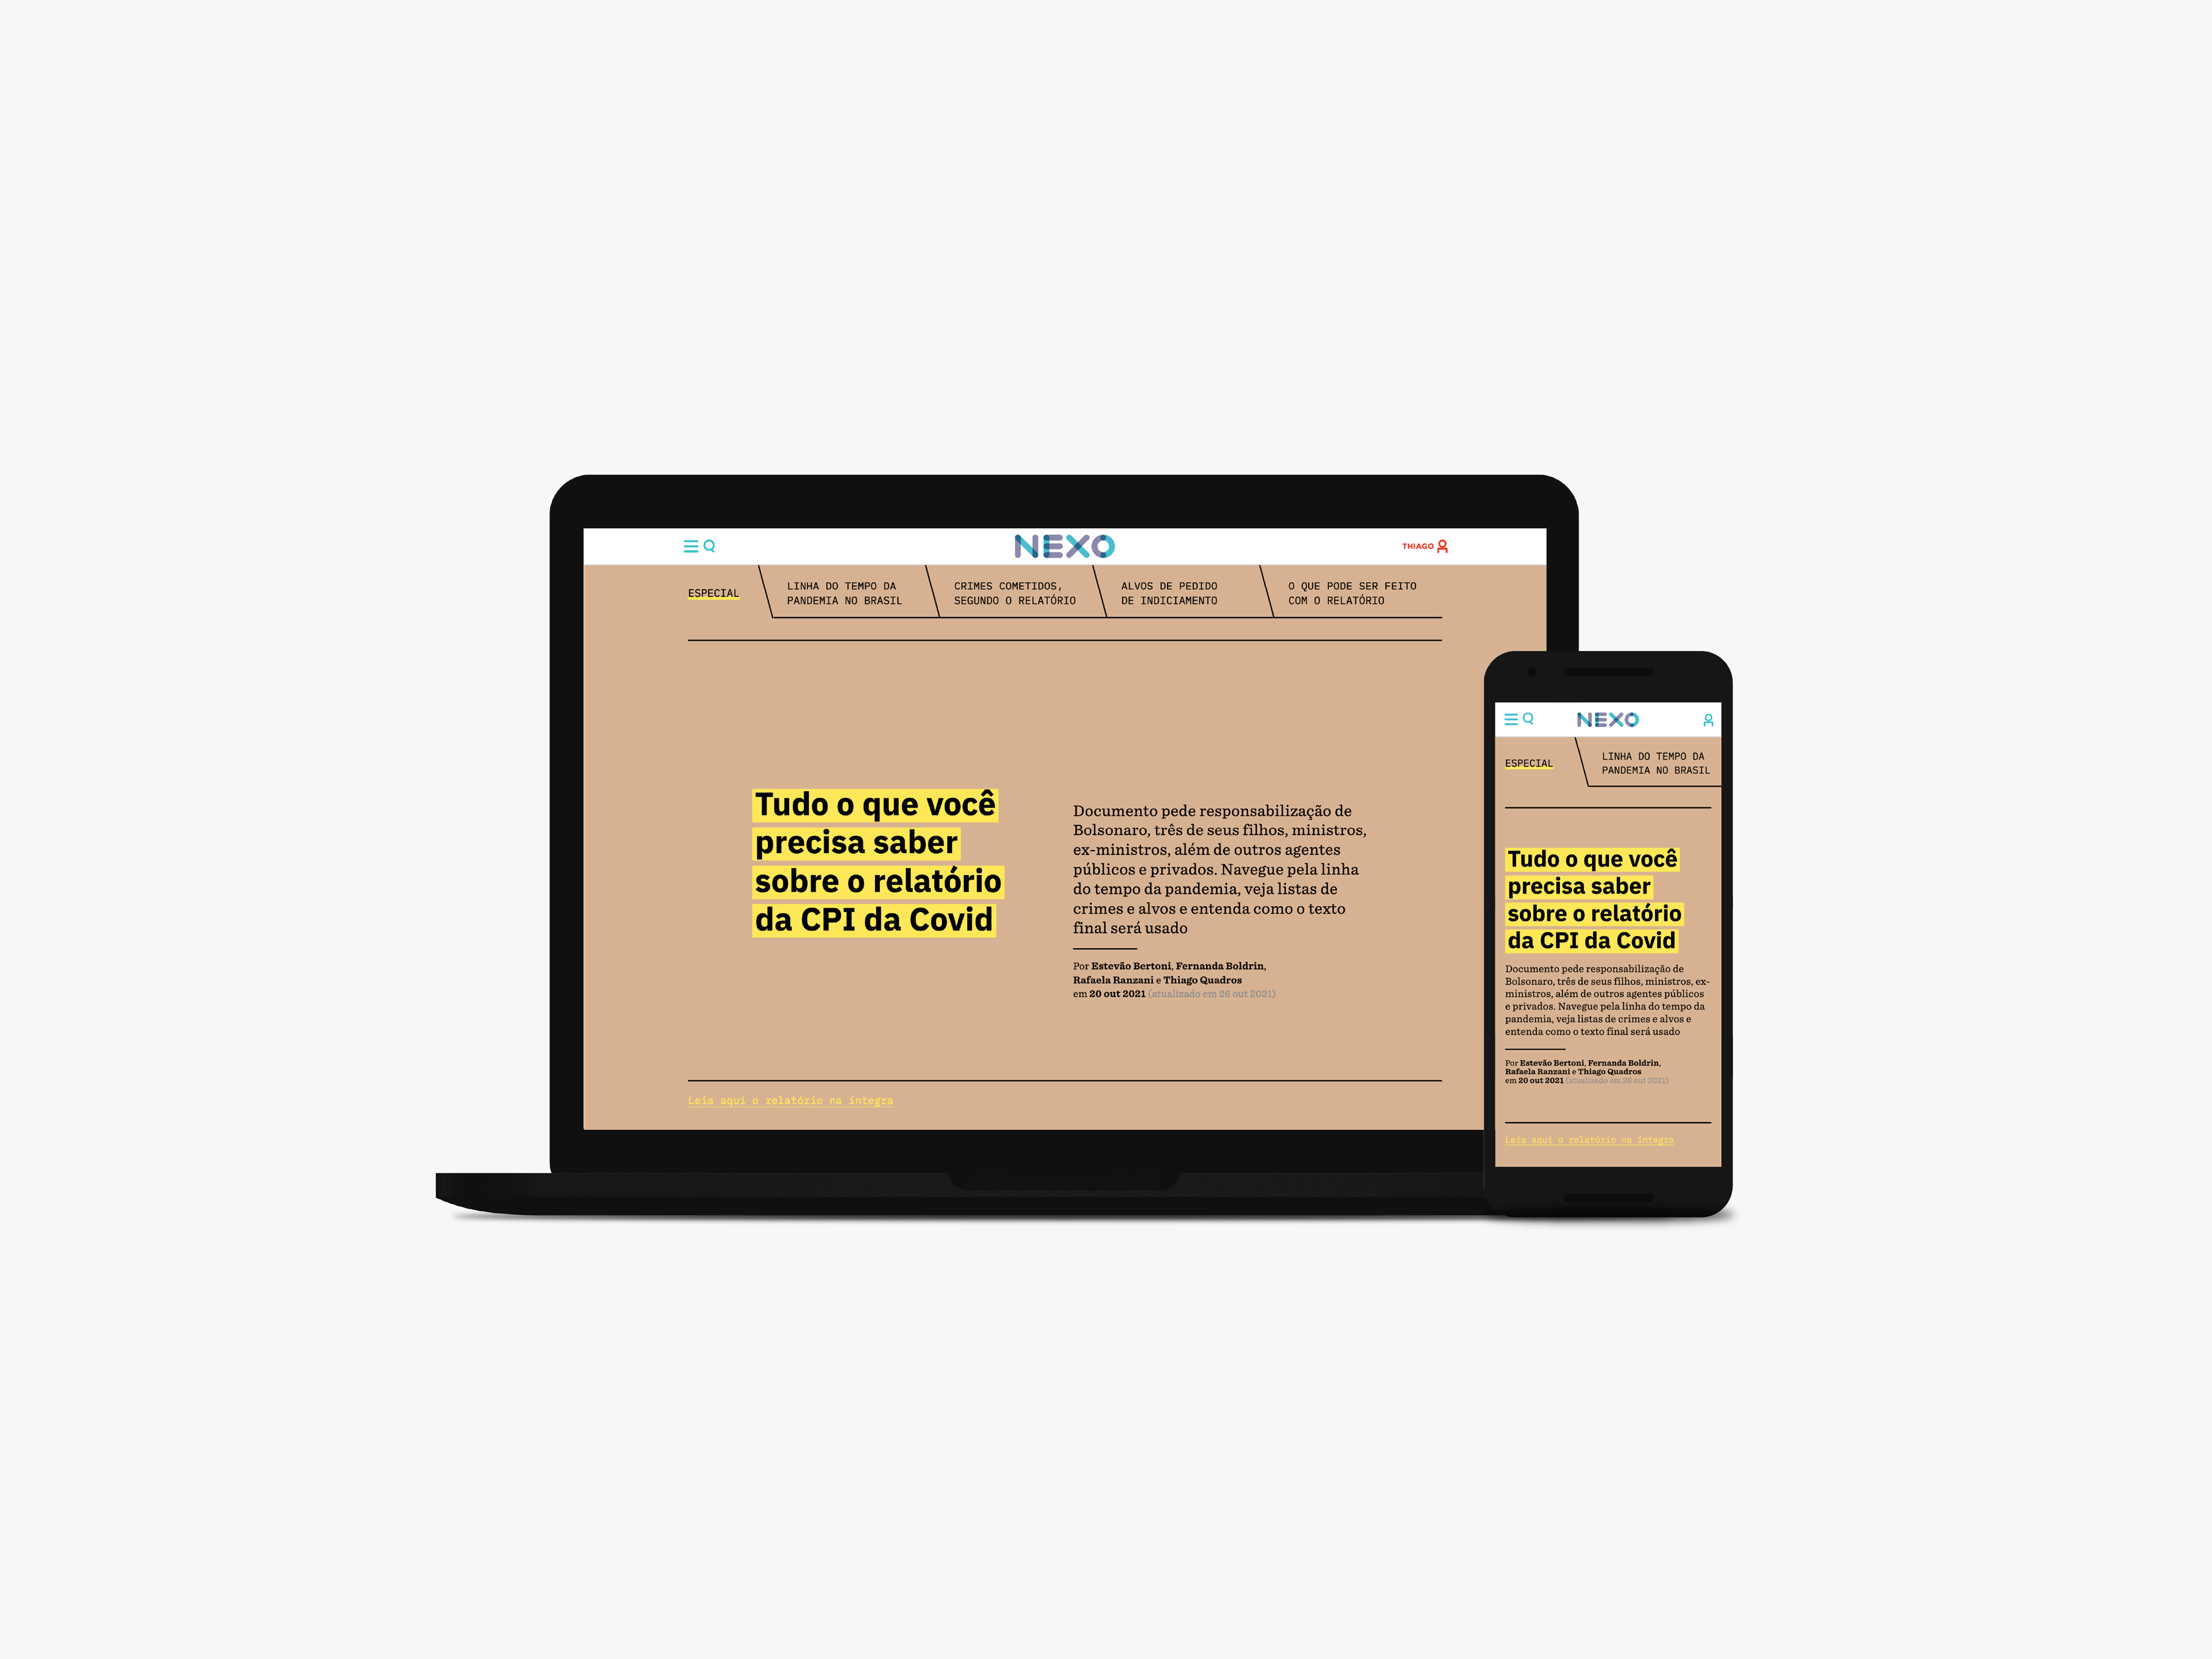 NEXO
THIAGO
ESPECIAL
LINHA DO TEMPO DA
PANDEMIA NO BRASIL
CRIMES COMETIDOS,
SEGUNDO O RELATÓRIO
ALVOS DE PEDIDO
DE INDICIAMENTO
O QUE PODE SER FEITO
COM O RELATÓRIO
Tudo o que você
precisa saber
sobre o relatório
da CPI da Covid
Documento pede responsabilização de
Bolsonaro, três de seus filhos, ministros,
ex-ministros, além de outros agentes
públicos e privados. Navegue pela linha
do tempo da pandemia, veja listas de
crimes e alvos e entenda como o texto
final será usado
Por Estevão Bertoni, Fernanda Boldrin,
Rafaela Ranzani e Thiago Quadros
em 20 out 2021 (atualizado em 26 out 2021)
Leia aqui o relatório na íntegra
NEXO
ESPECIAL
LINHA DO TEMPO DA
PANDEMIA NO BRASIL
Tudo o que você
precisa saber
sobre o relatório
da CPI da Covid
Documento pede responsabilização de
Bolsonaro, três de seus filhos, ministros, ex-
ministros, além de outros agentes públicos
e privados. Navegue pela linha do tempo da
pandemia, veja listas de crimes e alvos e
entenda como o texto final será usado
Por Estevão Bertoni, Fernanda Boldrin,
Rafaela Ranzani e Thiago Quadros
em 20 out 2021 (atualizado em 26 out 2021)
Leia aqui o relatório na íntegra